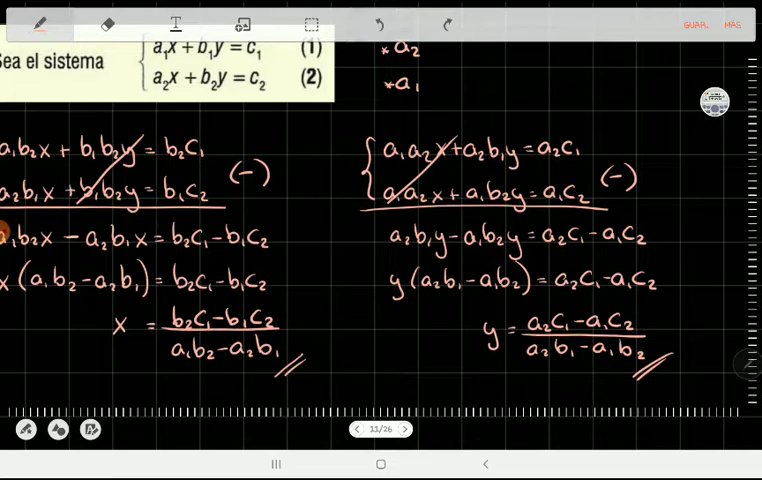 GUAR. MÁS
Sea el sistema
a₁x + b₁y = c₁ (1)
a₂x + b₂y = c₂ (2)
*a₂
*a₁
a₁b₂x + b₁b₂y = b₂c₁
a₂b₁x + b₁b₂y = b₁c₂ (-)
a₁b₂x - a₂b₁x = b₂c₁ - b₁c₂
x (a₁b₂ - a₂b₁) = b₂c₁ - b₁c₂
x = (b₂c₁ - b₁c₂)/(a₁b₂ - a₂b₁)
a₁a₂x + a₂b₁y = a₂c₁
a₁a₂x + a₁b₂y = a₁c₂ (-)
a₂b₁y - a₁b₂y = a₂c₁ - a₁c₂
y (a₂b₁ - a₁b₂) = a₂c₁ - a₁c₂
y = (a₂c₁ - a₁c₂)/(a₂b₁ - a₁b₂)
11/26